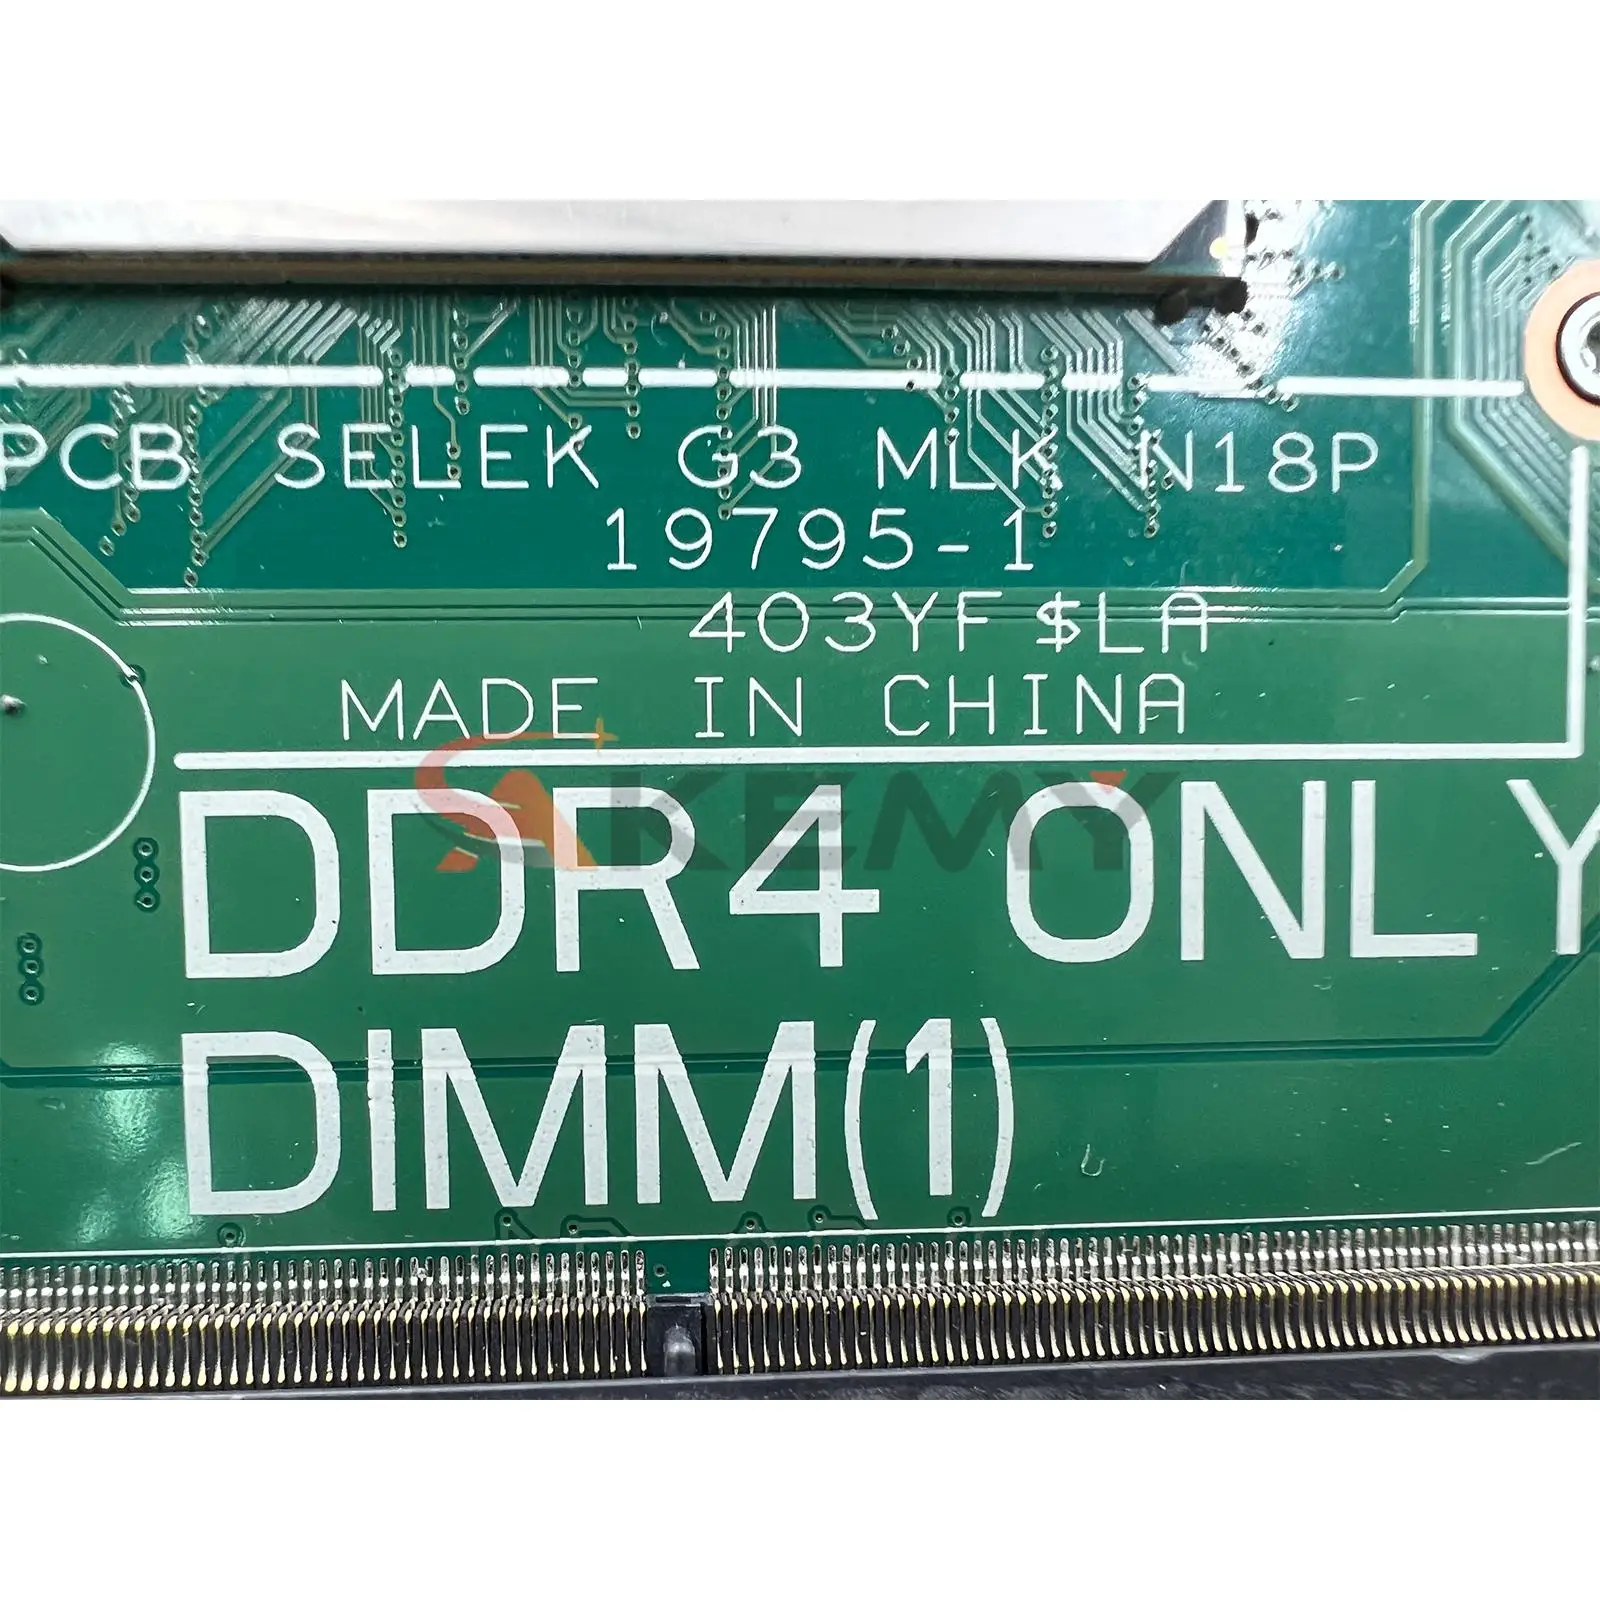 PCB SELEK G3 MLK N18P
19795-1
403YF $LA
MADE IN CHINA
AKEMY
DDR4 ONLY
DIMM(1)